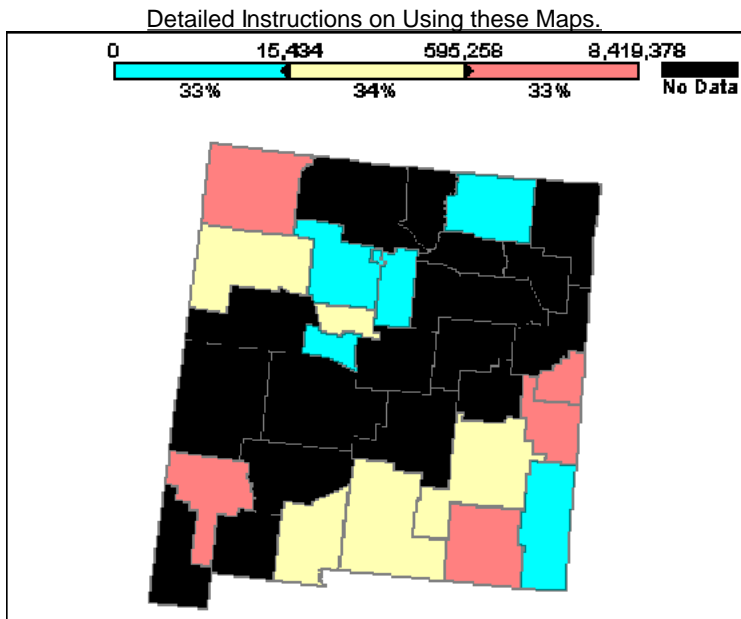 Detailed Instructions on Using these Maps.
0 15,434 595,258 8,419,378
33% 34% 33% No Data